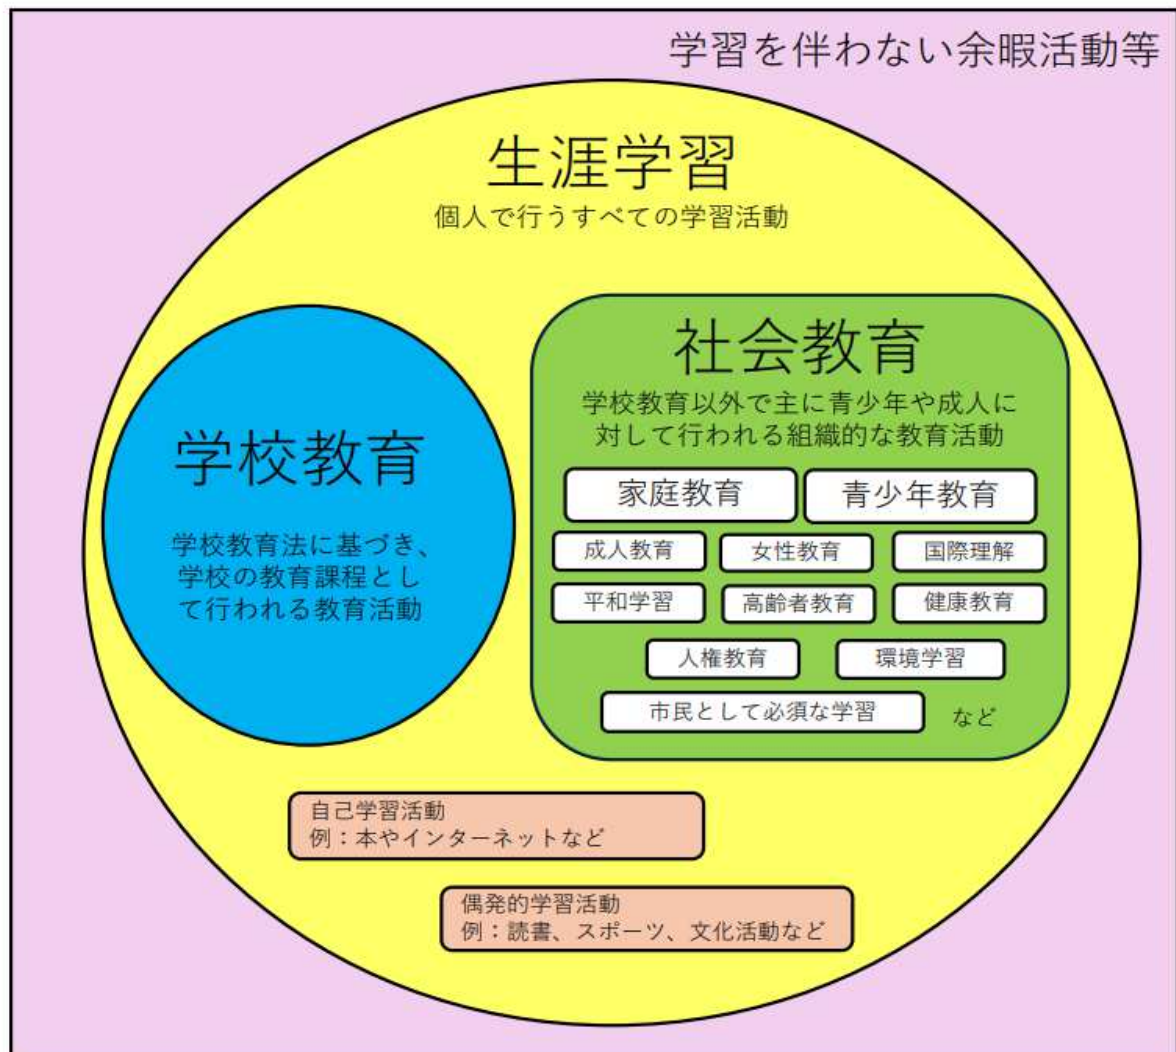 学習を伴わない余暇活動等
生涯学習
個人で行うすべての学習活動
学校教育
学校教育法に基づき、
学校の教育課程とし
て行われる教育活動
社会教育
学校教育以外で主に青少年や成人に
対して行われる組織的な教育活動
家庭教育
青少年教育
成人教育
女性教育
国際理解
平和学習
高齢者教育
健康教育
人権教育
環境学習
市民として必須な学習
など
自己学習活動
例：本やインターネットなど
偶発的学習活動
例：読書、スポーツ、文化活動など